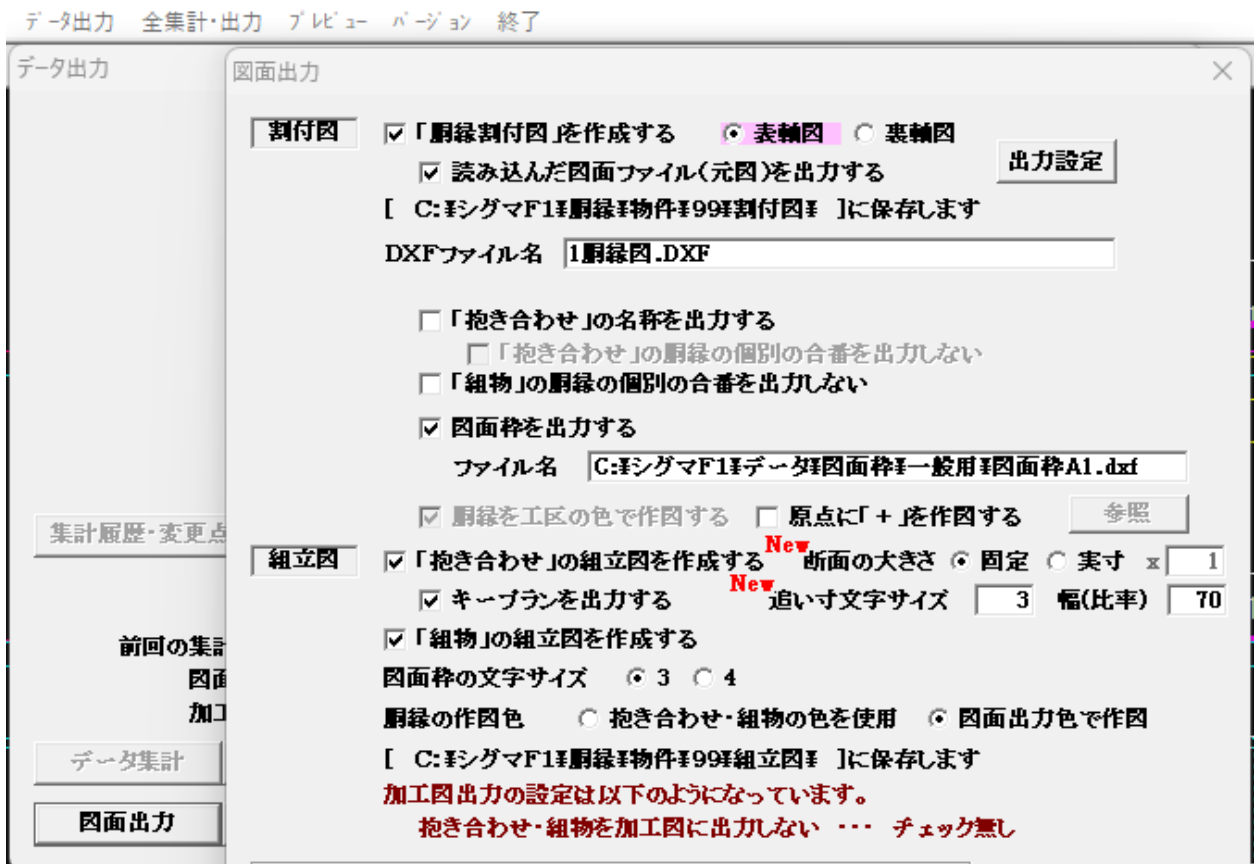 データ出力 全集計・出力 プレビュー バージョン 終了
データ出力
図面出力
割付図 「胴縁割付図」を作成する 表軸図 裏軸図
読み込んだ図面ファイル(元図)を出力する 出力設定
[ C:¥シグマF1¥胴縁¥物件¥99¥割付図¥ ]に保存します
DXFファイル名 1胴縁図.DXF
「抱き合わせ」の名称を出力する
「抱き合わせ」の胴縁の個別の合番を出力しない
「組物」の胴縁の個別の合番を出力しない
図面枠を出力する
ファイル名 C:¥シグマF1¥データ¥図面枠¥一般用¥図面枠A1.dxf
胴縁を工区の色で作図する 原点に「+」を作図する 参照
集計履歴・変更点
組立図 「抱き合わせ」の組立図を作成する New 断面の大きさ 固定 実寸 x 1
キープランを出力する New 追い寸文字サイズ 3 幅(比率) 70
前回の集計
「組物」の組立図を作成する
図面
図面枠の文字サイズ 3 4
加工
胴縁の作図色 抱き合わせ・組物の色を使用 図面出力色で作図
データ集計
[ C:¥シグマF1¥胴縁¥物件¥99¥組立図¥ ]に保存します
加工図出力の設定は以下のようになっています。
図面出力
抱き合わせ・組物を加工図に出力しない ・・・ チェック無し